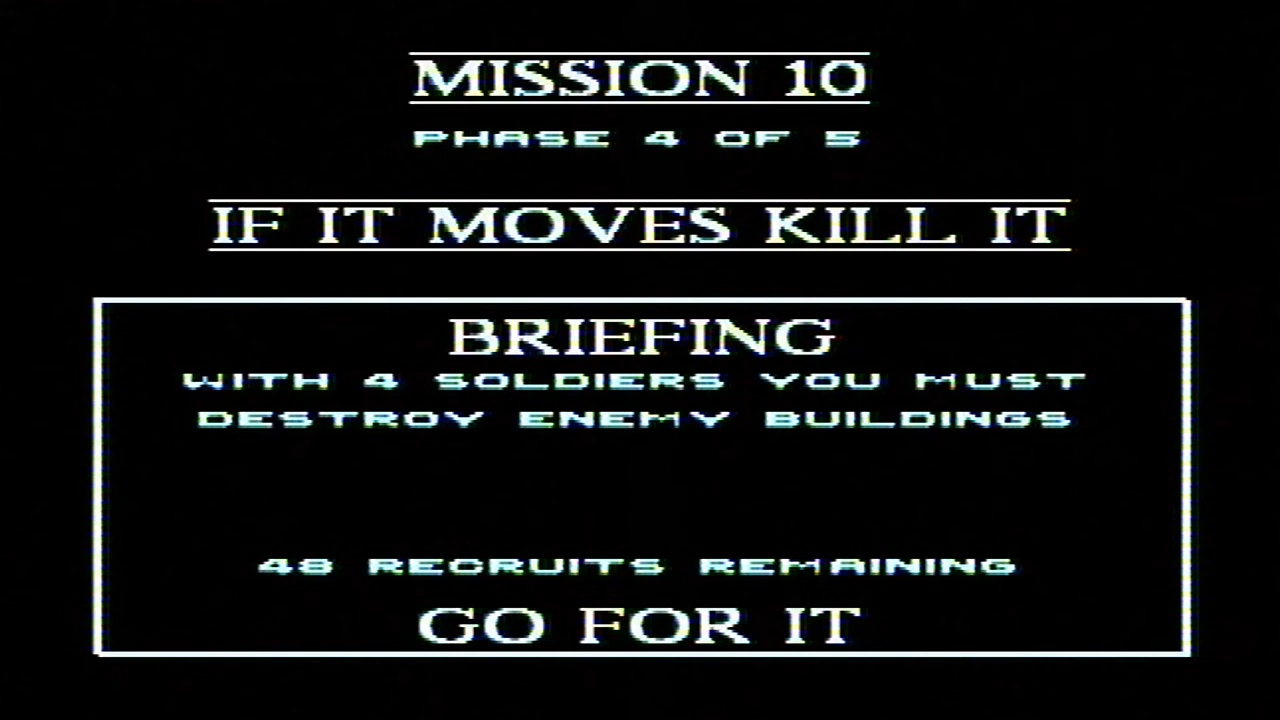 MISSION 10
PHASE 4 OF 5
IF IT MOVES KILL IT
BRIEFING
WITH 4 SOLDIERS YOU MUST
DESTROY ENEMY BUILDINGS
48 RECRUITS REMAINING
GO FOR IT